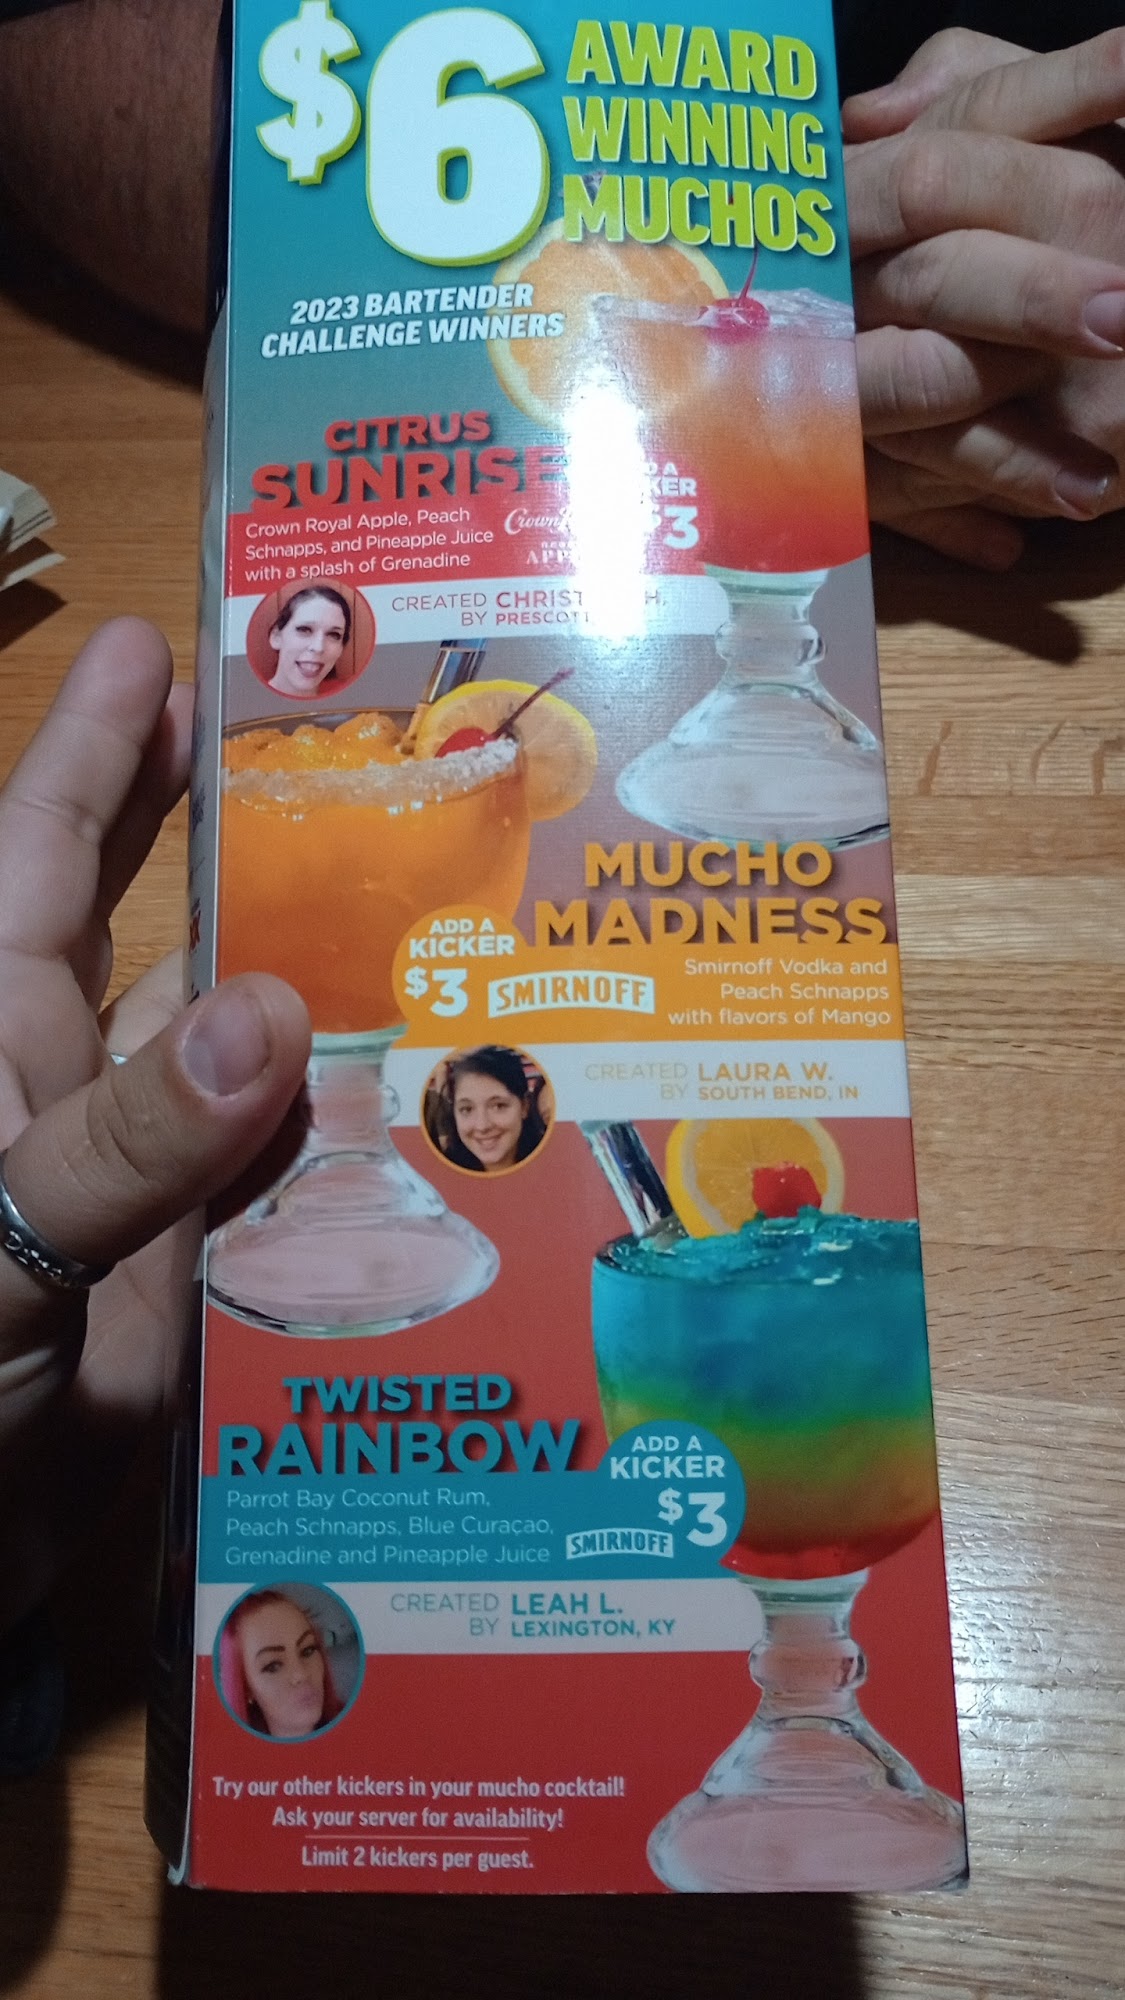 $6 AWARD
WINNING
MUCHOS
2023 BARTENDER
CHALLENGE WINNERS
CITRUS
SUNRISE
Crown Royal Apple, Peach
Schnapps, and Pineapple Juice
with a splash of Grenadine
Crown
$3
CREATED
BY PRESCOTT
MUCHO
MADNESS
ADD A
KICKER
$3
SMIRNOFF
Smirnoff Vodka and
Peach Schnapps
with flavors of Mango
CREATED LAURA W.
BY SOUTH BEND, IN
TWISTED
RAINBOW
ADD A
KICKER
$3
SMIRNOFF
Parrot Bay Coconut Rum,
Peach Schnapps, Blue Curaçao,
Grenadine and Pineapple Juice
CREATED LEAH L.
BY LEXINGTON, KY
Try our other kickers in your mucho cocktail!
Ask your server for availability!
Limit 2 kickers per guest.